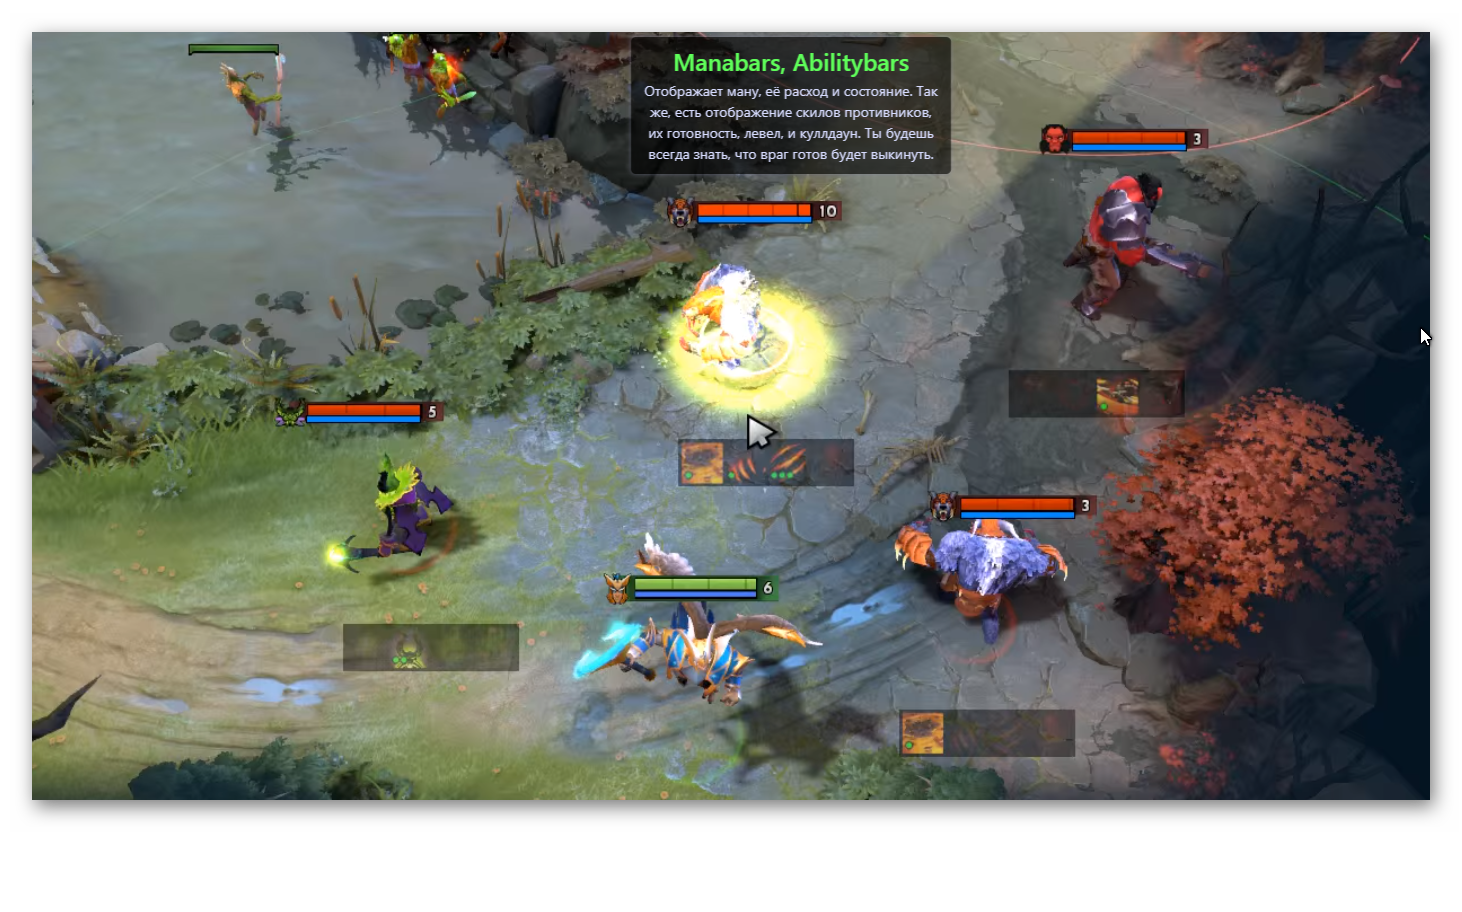 Manabars, Abilitybars
Отображает ману, её расход и состояние. Так
же, есть отображение скилов противников,
их готовность, левел, и куллдаун. Ты будешь
всегда знать, что враг готов будет выкинуть.
3
10
5
3
6